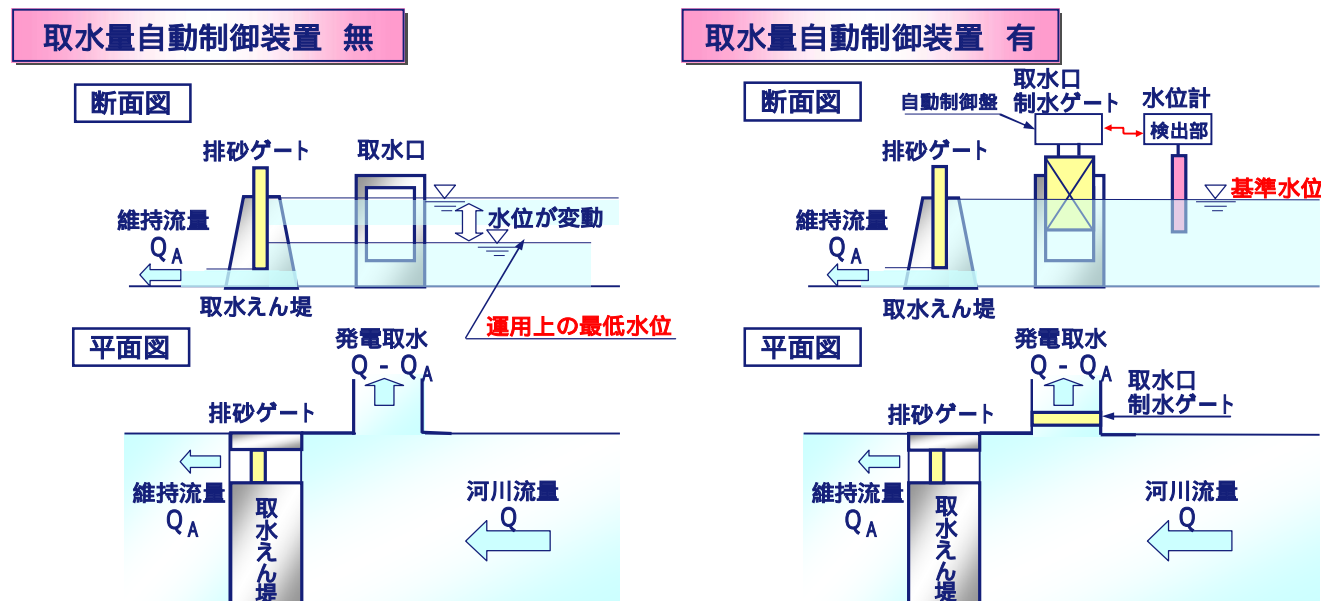 取水量自動制御装置 無
断面図
排砂ゲート
取水口
維持流量
QA
水位が変動
取水えん堤
運用上の最低水位
平面図
発電取水
Q - QA
排砂ゲート
維持流量
QA
河川流量
Q
取水えん堤
取水量自動制御装置 有
断面図
取水口
制水ゲート
自動制御盤
水位計
検出部
排砂ゲート
基準水位
維持流量
QA
取水えん堤
平面図
発電取水
Q - QA
取水口
制水ゲート
排砂ゲート
維持流量
QA
河川流量
Q
取水えん堤